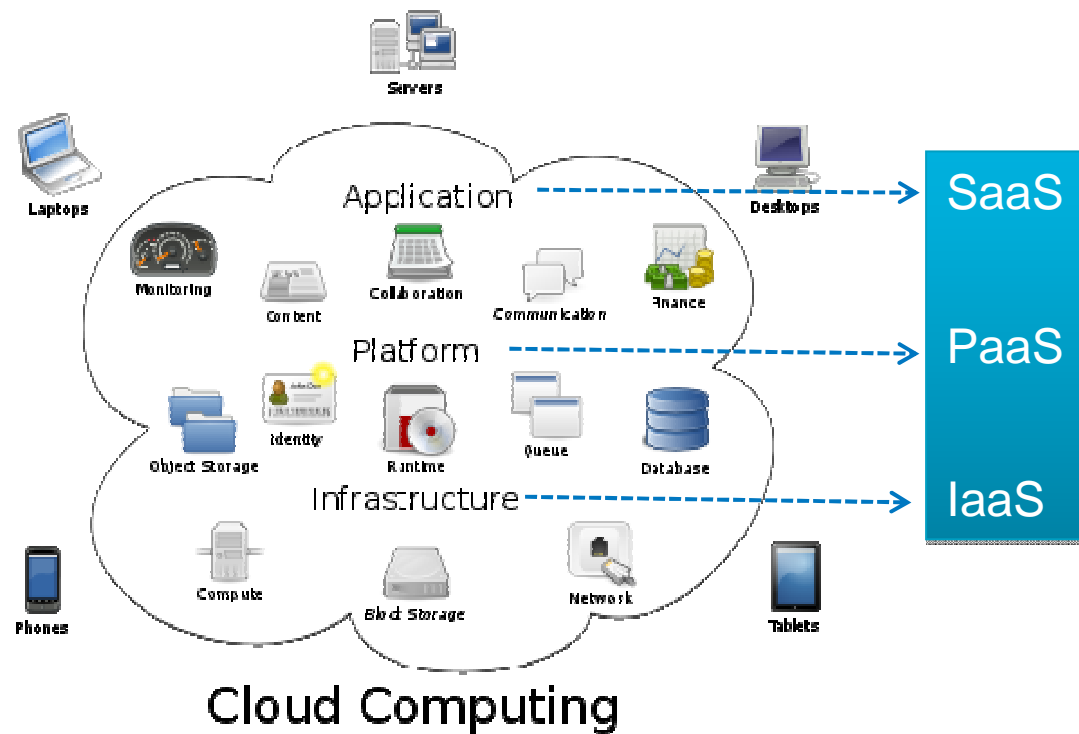 Servers
Laptops
Desktops
Application
SaaS
Monitoring
Content
Collaboration
Communication
Finance
Platform
PaaS
Object Storage
Identity
Runtime
Queue
Database
Infrastructure
IaaS
Compute
Block Storage
Network
Phones
Tablets
Cloud Computing